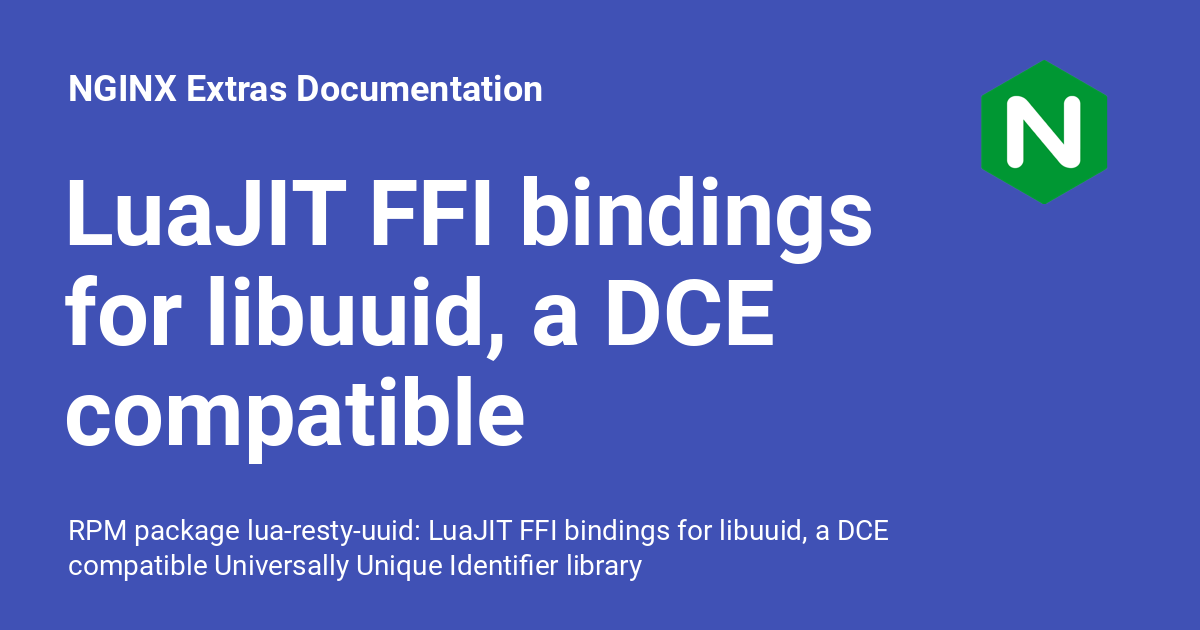 NGINX Extras Documentation
N
LuaJIT FFI bindings
for libuuid, a DCE
compatible
RPM package lua-resty-uuid: LuaJIT FFI bindings for libuuid, a DCE
compatible Universally Unique Identifier library